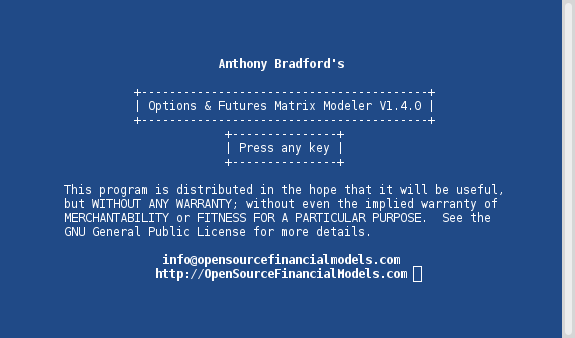 Anthony Bradford's
+-----------------------------------------+
| Options & Futures Matrix Modeler V1.4.0 |
+-----------------------------------------+
+---------------+
| Press any key |
+---------------+
This program is distributed in the hope that it will be useful,
but WITHOUT ANY WARRANTY; without even the implied warranty of
MERCHANTABILITY or FITNESS FOR A PARTICULAR PURPOSE.  See the
GNU General Public License for more details.
info@opensourcefinancialmodels.com
http://OpenSourceFinancialModels.com